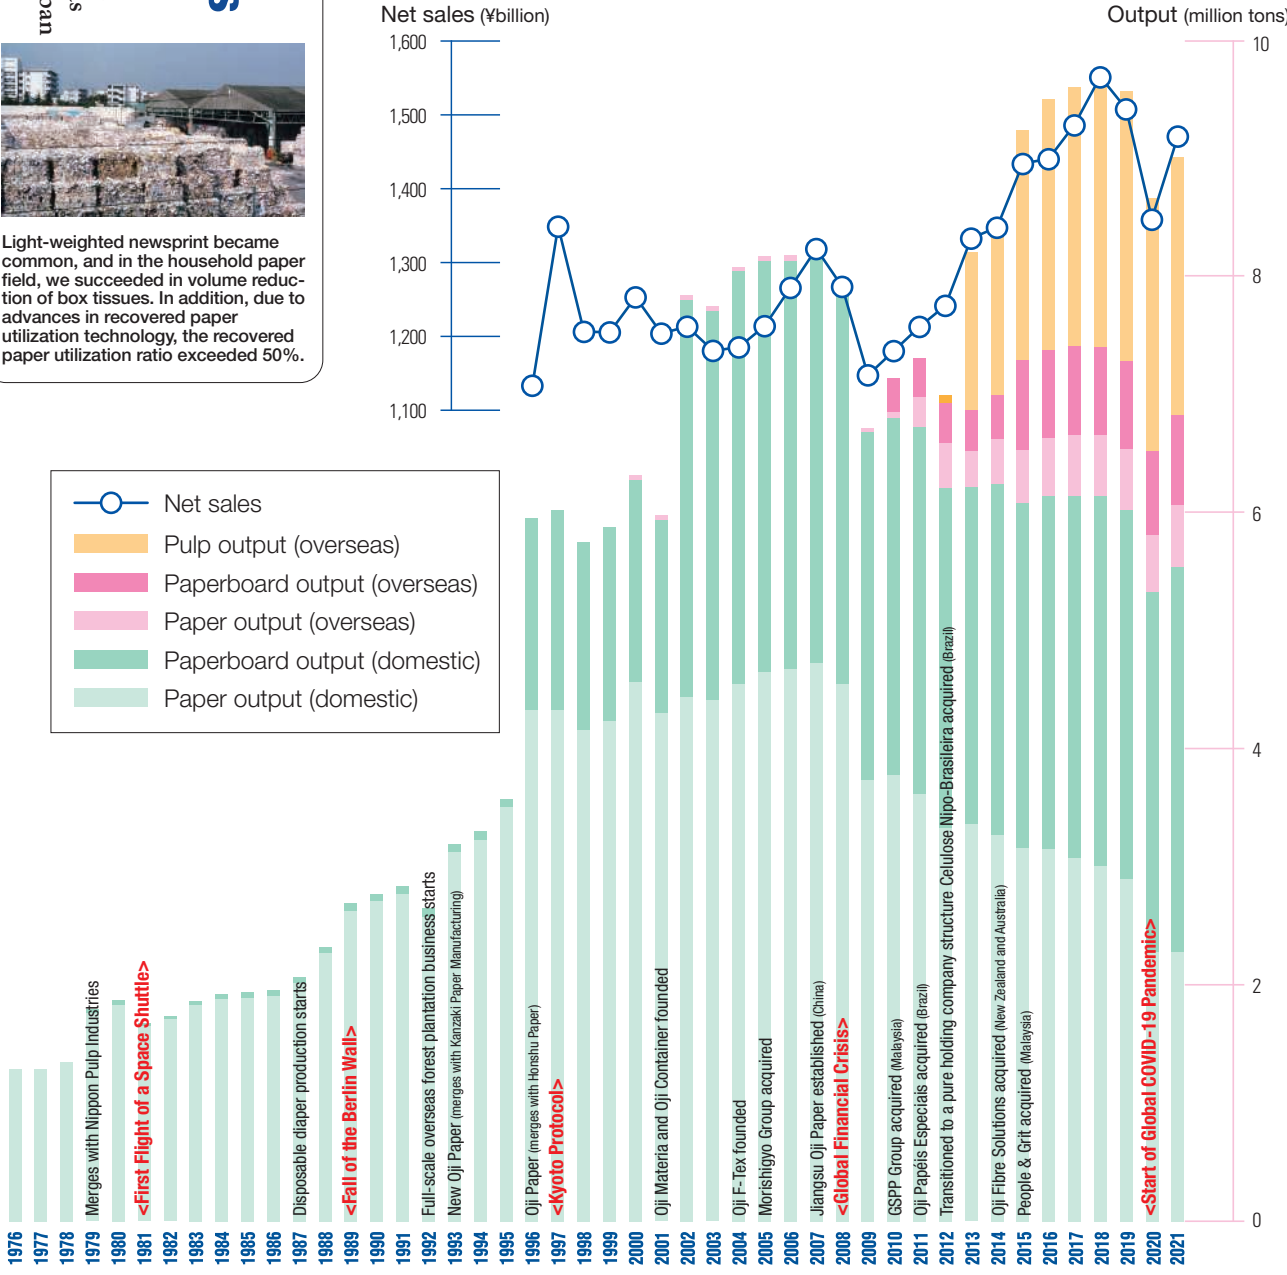 s
pan
s
Light-weighted newsprint became
common, and in the household paper
field, we succeeded in volume reduc-
tion of box tissues. In addition, due to
advances in recovered paper
utilization technology, the recovered
paper utilization ratio exceeded 50%.
Net sales (¥billion)
Output (million tons)
1,600
1,500
1,400
1,300
1,200
1,100
10
8
6
4
2
0
Net sales
Pulp output (overseas)
Paperboard output (overseas)
Paper output (overseas)
Paperboard output (domestic)
Paper output (domestic)
Merges with Nippon Pulp Industries
<First Flight of a Space Shuttle>
Disposable diaper production starts
<Fall of the Berlin Wall>
Full-scale overseas forest plantation business starts
New Oji Paper (merges with Kanzaki Paper Manufacturing)
Oji Paper (merges with Honshu Paper)
<Kyoto Protocol>
Oji Materia and Oji Container founded
Oji F-Tex founded
Morishigyo Group acquired
Jiangsu Oji Paper established (China)
<Global Financial Crisis>
GSPP Group acquired (Malaysia)
Oji Papéis Especiais acquired (Brazil)
Transitioned to a pure holding company structure Celulose Nipo-Brasileira acquired (Brazil)
Oji Fibre Solutions acquired (New Zealand and Australia)
People & Grit acquired (Malaysia)
<Start of Global COVID-19 Pandemic>
1976
1977
1978
1979
1980
1981
1982
1983
1984
1985
1986
1987
1988
1989
1990
1991
1992
1993
1994
1995
1996
1997
1998
1999
2000
2001
2002
2003
2004
2005
2006
2007
2008
2009
2010
2011
2012
2013
2014
2015
2016
2017
2018
2019
2020
2021